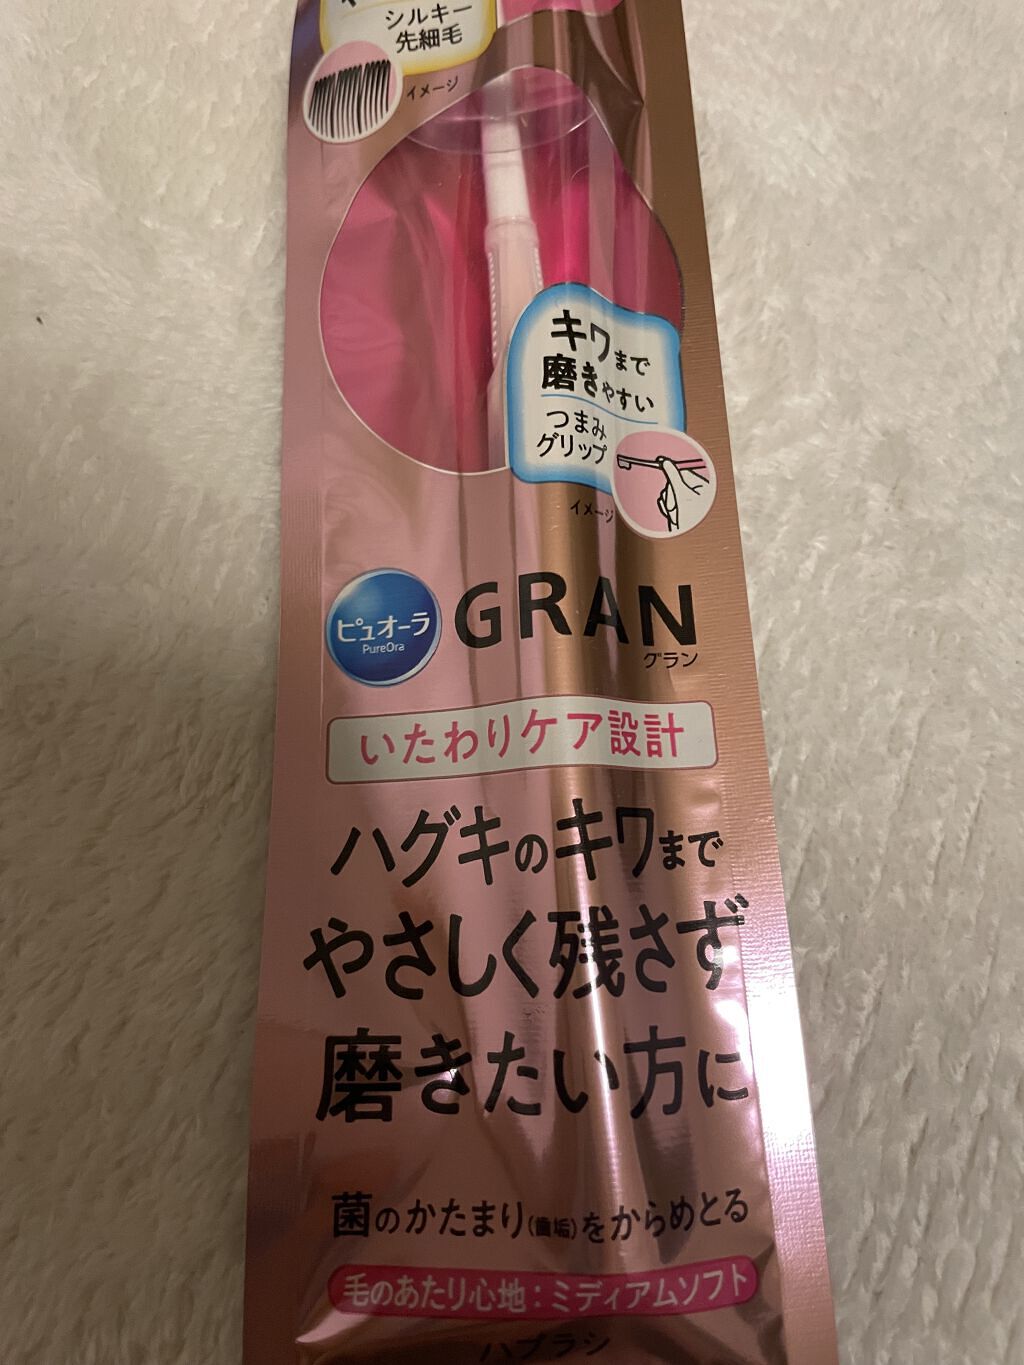 シルキー
先細毛
イメージ
キワまで
磨きやすい
つまみ
グリップ
イメージ
ピュオーラ
PureOra
GRAN
グラン
いたわりケア設計
ハグキのキワまで
やさしく残さず
磨きたい方に
菌のかたまり(歯垢)をからめとる
毛のあたり心地：ミディアムソフト
ハブラシ